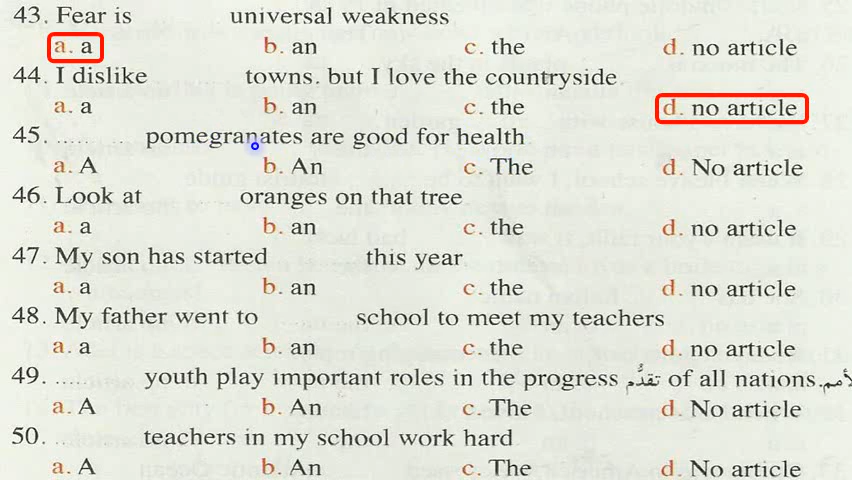 43. Fear is universal weakness
a. a b. an c. the d. no article
44. I dislike towns. but I love the countryside.
a. a b. an c. the d. no article
45 pomegranates are good for health.
a. A b. An c. The d. No article
46. Look at oranges on that tree
a. a b. an c. the d. no article
47. My son has started this year.
a. a b. an c. the d. no article
48. My father went to school to meet my teachers
a. a b. an c. the d. no article
49. youth play important roles in the progress تقدُّم of all nations.
a. A b. An c. The d. No article
50. teachers in my school work hard
a. A b. An c. The d. No article